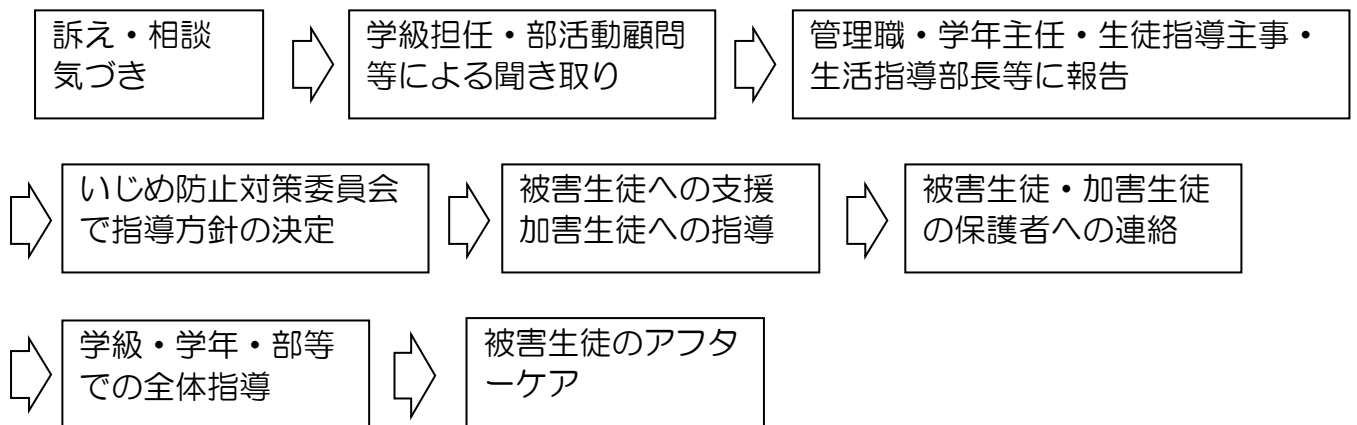 訴え・相談
気づき
学級担任・部活動顧問
等による聞き取り
管理職・学年主任・生徒指導主事・
生活指導部長等に報告
いじめ防止対策委員会
で指導方針の決定
被害生徒への支援
加害生徒への指導
被害生徒・加害生徒
の保護者への連絡
学級・学年・部等
での全体指導
被害生徒のアフタ
ーケア